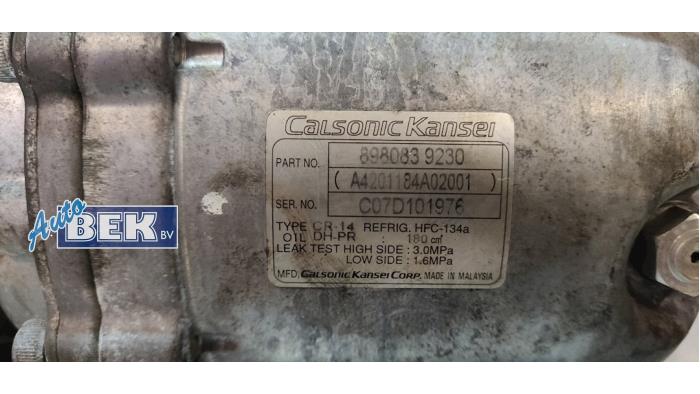 Calsonic Kansei
PART NO. 898083 9230
(A4201184A02001)
SER. NO. C07D101976
TYPE CR-14 REFRIG. HFC-134a
OIL DH-PR : 180 cm³
LEAK TEST HIGH SIDE : 3.0MPa
LOW SIDE : 1.6MPa
MFD. Calsonic Kansei Corp. MADE IN MALAYSIA
Auto
BEK BV